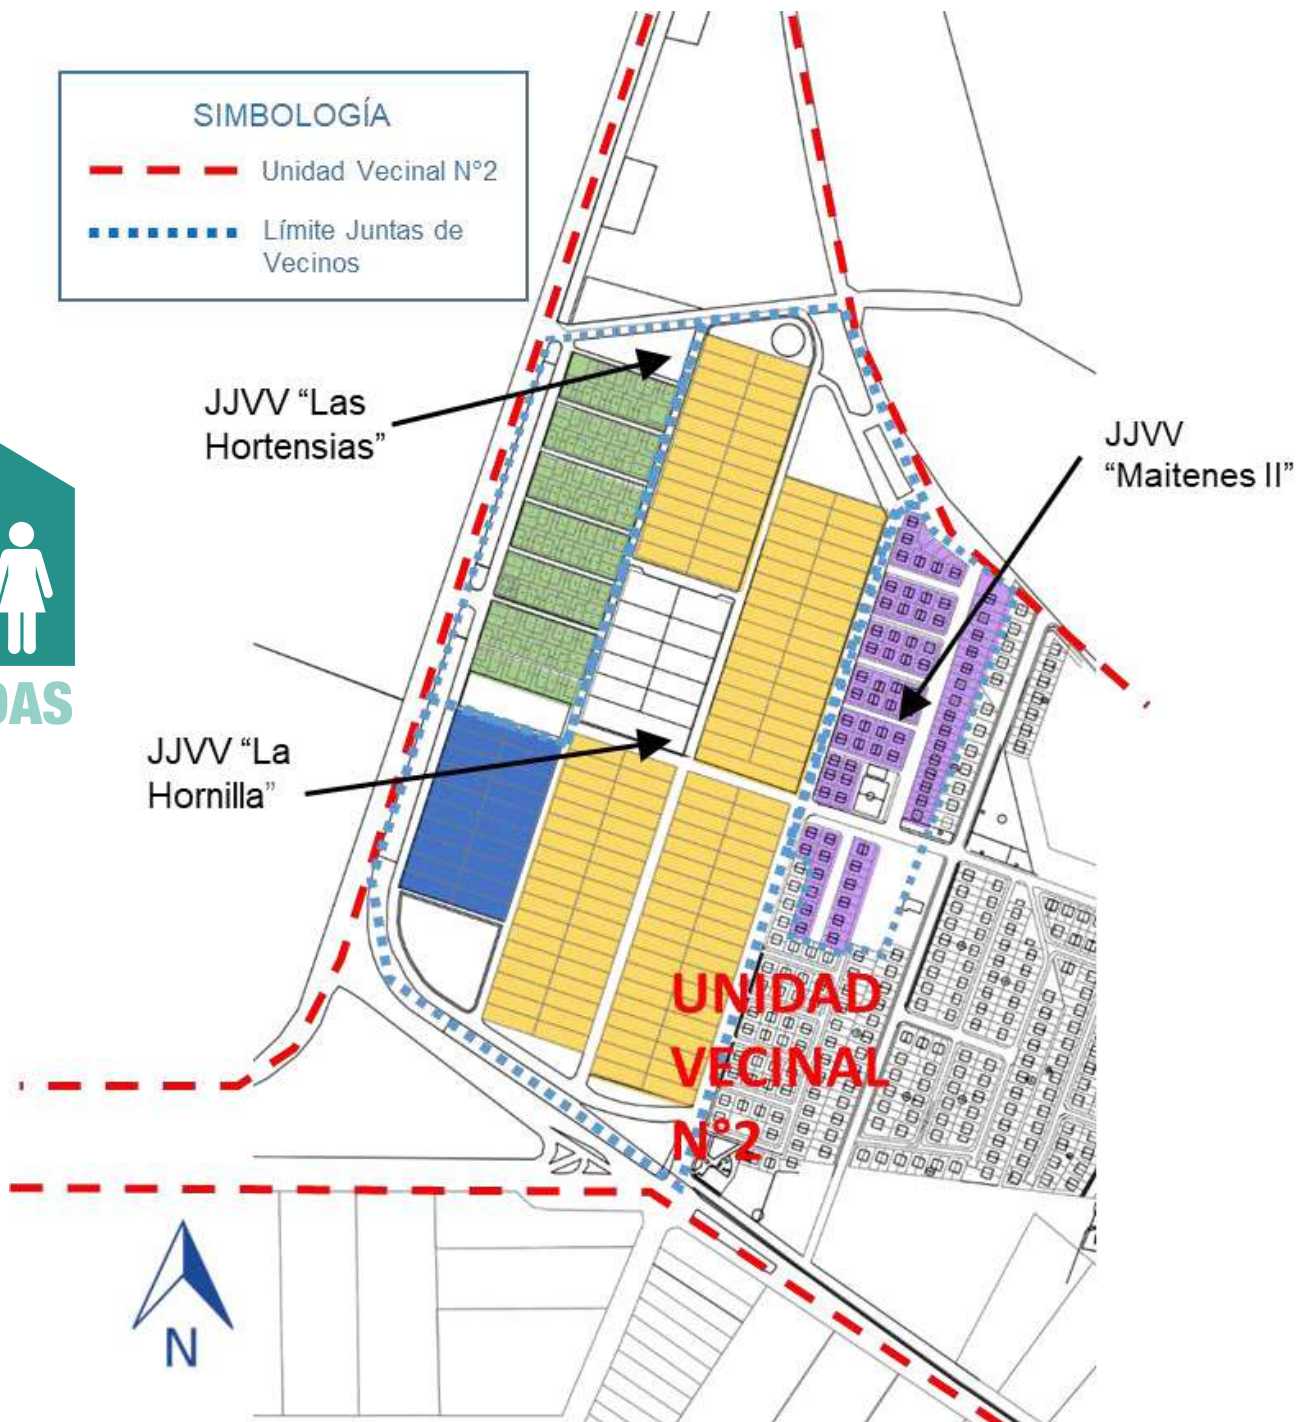 SIMBOLOGÍA
Unidad Vecinal N°2
Límite Juntas de
Vecinos
JJVV “Las
Hortensias”
JJVV
“Maitenes II”
DAS
JJVV “La
Hornilla”
UNIDAD
VECINAL
N°2
N